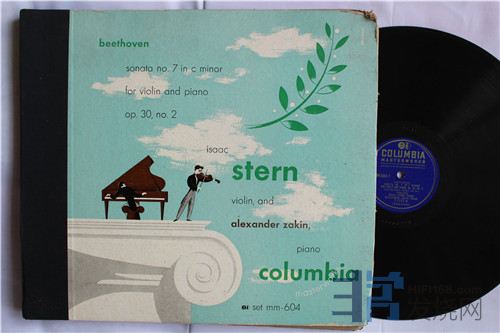 beethoven
sonata no. 7 in c minor
for violin and piano
op. 30, no. 2
isaac
stern
violin, and
alexander zakin,
piano
columbia
set mm-604
COLUMBIA
MASTERWORKS
HIFI168.com
发烧网